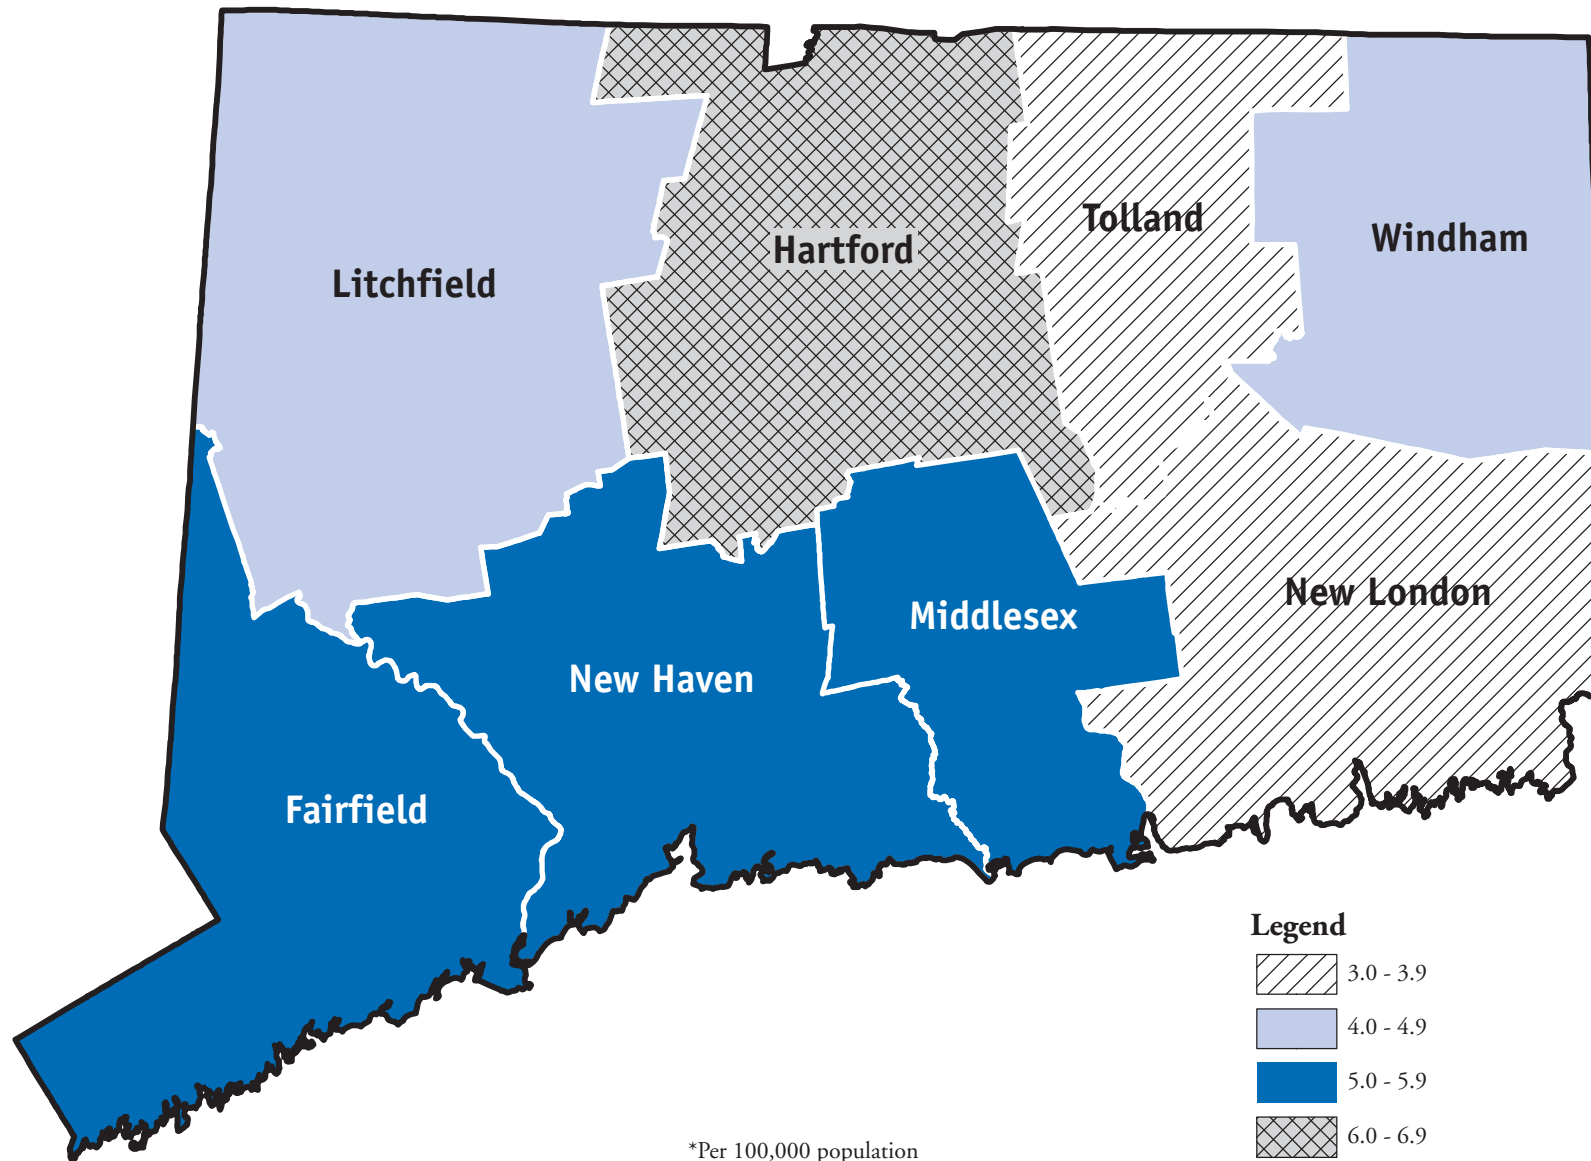 Tolland
Windham
Hartford
Litchfield
New London
Middlesex
New Haven
Fairfield
Legend
3.0 - 3.9
4.0 - 4.9
5.0 - 5.9
6.0 - 6.9
*Per 100,000 population